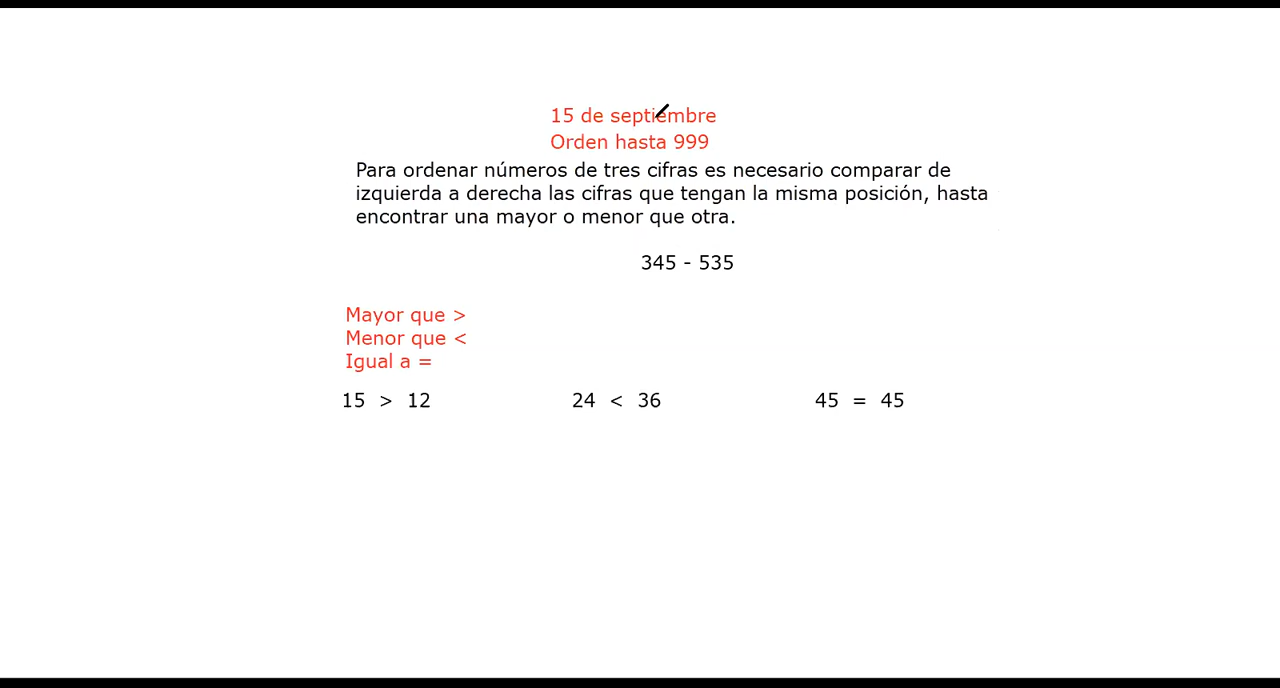 15 de septiembre
Orden hasta 999
Para ordenar números de tres cifras es necesario comparar de
izquierda a derecha las cifras que tengan la misma posición, hasta
encontrar una mayor o menor que otra.
345 - 535
Mayor que >
Menor que <
Igual a =
15 > 12 24 < 36 45 = 45